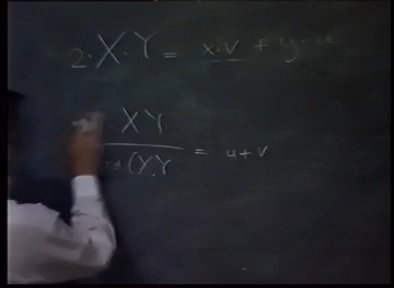 2·X·Y = x·v + y·u
XY
(X,Y = u+v